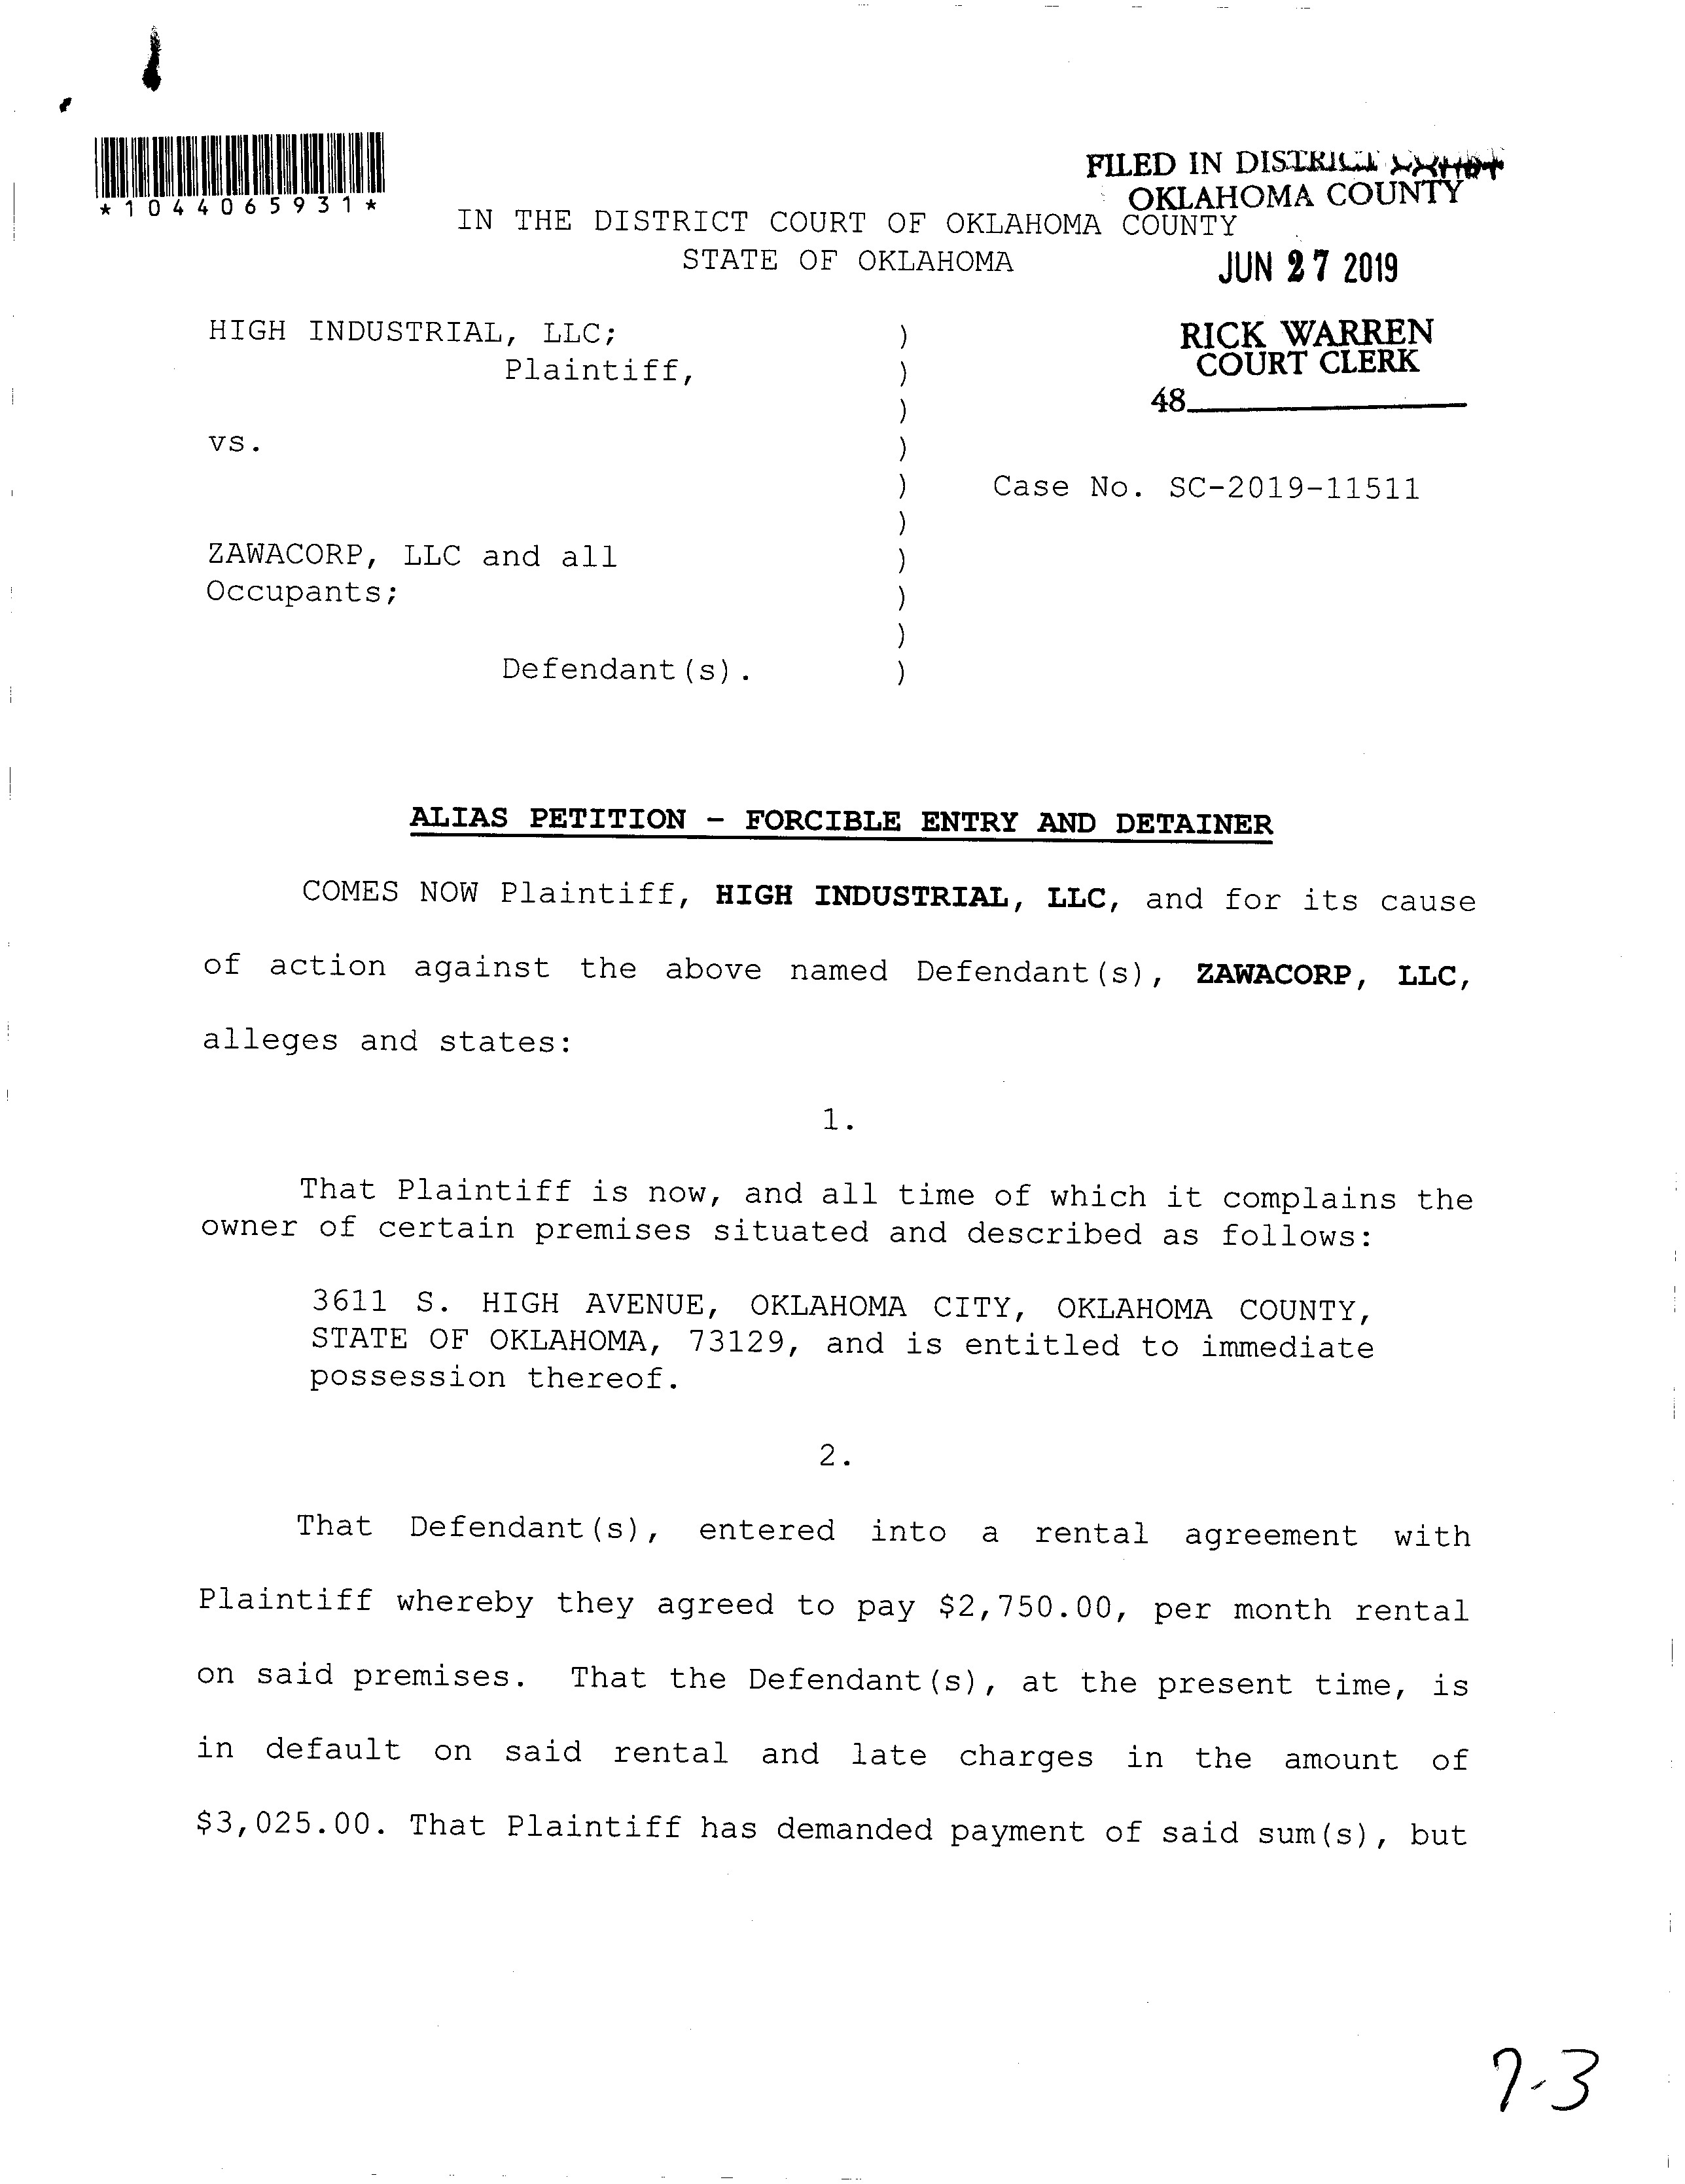 *1044065931*
FILED IN DISTRICT
OKLAHOMA COUNTY
IN THE DISTRICT COURT OF OKLAHOMA COUNTY
STATE OF OKLAHOMA
JUN 27 2019
HIGH INDUSTRIAL, LLC; )
Plaintiff, )
)
RICK WARREN
COURT CLERK
48
vs. )
) Case No. SC-2019-11511
)
ZAWACORP, LLC and all )
Occupants; )
)
Defendant(s). )
ALIAS PETITION - FORCIBLE ENTRY AND DETAINER
COMES NOW Plaintiff, HIGH INDUSTRIAL, LLC, and for its cause
of action against the above named Defendant(s), ZAWACORP, LLC,
alleges and states:
1.
That Plaintiff is now, and all time of which it complains the
owner of certain premises situated and described as follows:
3611 S. HIGH AVENUE, OKLAHOMA CITY, OKLAHOMA COUNTY,
STATE OF OKLAHOMA, 73129, and is entitled to immediate
possession thereof.
2.
That Defendant(s), entered into a rental agreement with
Plaintiff whereby they agreed to pay $2,750.00, per month rental
on said premises. That the Defendant(s), at the present time, is
in default on said rental and late charges in the amount of
$3,025.00. That Plaintiff has demanded payment of said sum(s), but
7-3